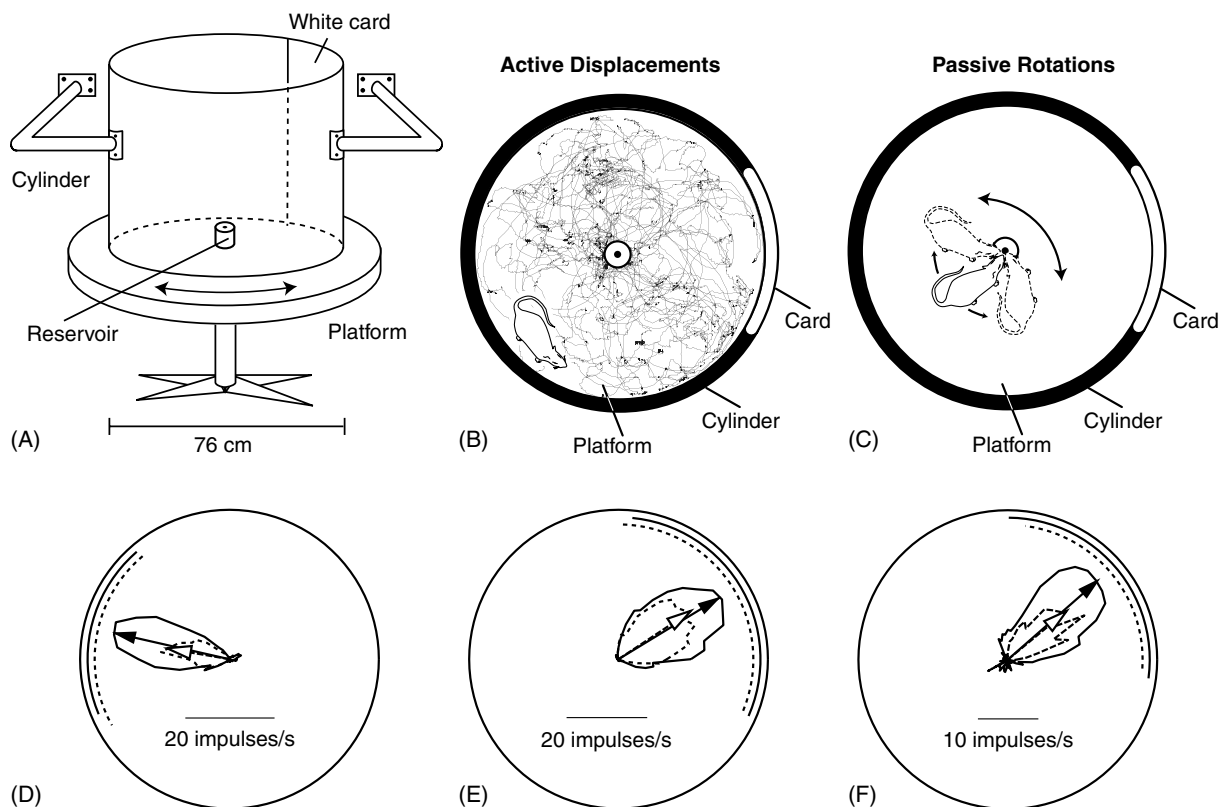 White card
Cylinder
Reservoir
Platform
(A)
76 cm
Active Displacements
Card
Cylinder
Platform
(B)
Passive Rotations
Card
Cylinder
Platform
(C)
20 impulses/s
(D)
20 impulses/s
(E)
10 impulses/s
(F)